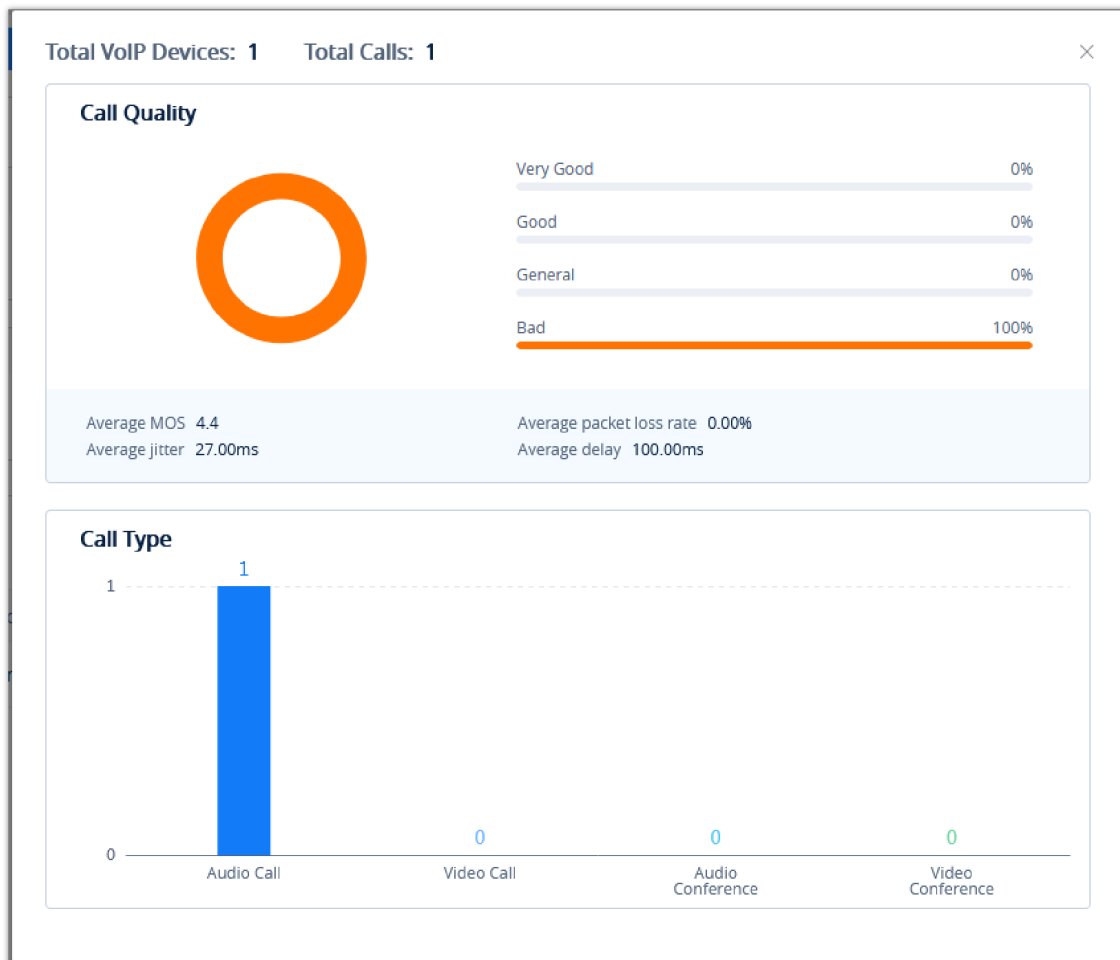 Total VoIP Devices: 1 Total Calls: 1
Call Quality
Very Good 0%
Good 0%
General 0%
Bad 100%
Average MOS 4.4 Average packet loss rate 0.00%
Average jitter 27.00ms Average delay 100.00ms
Call Type
1
1
0 0 0
0
Audio Call Video Call Audio Conference Video Conference